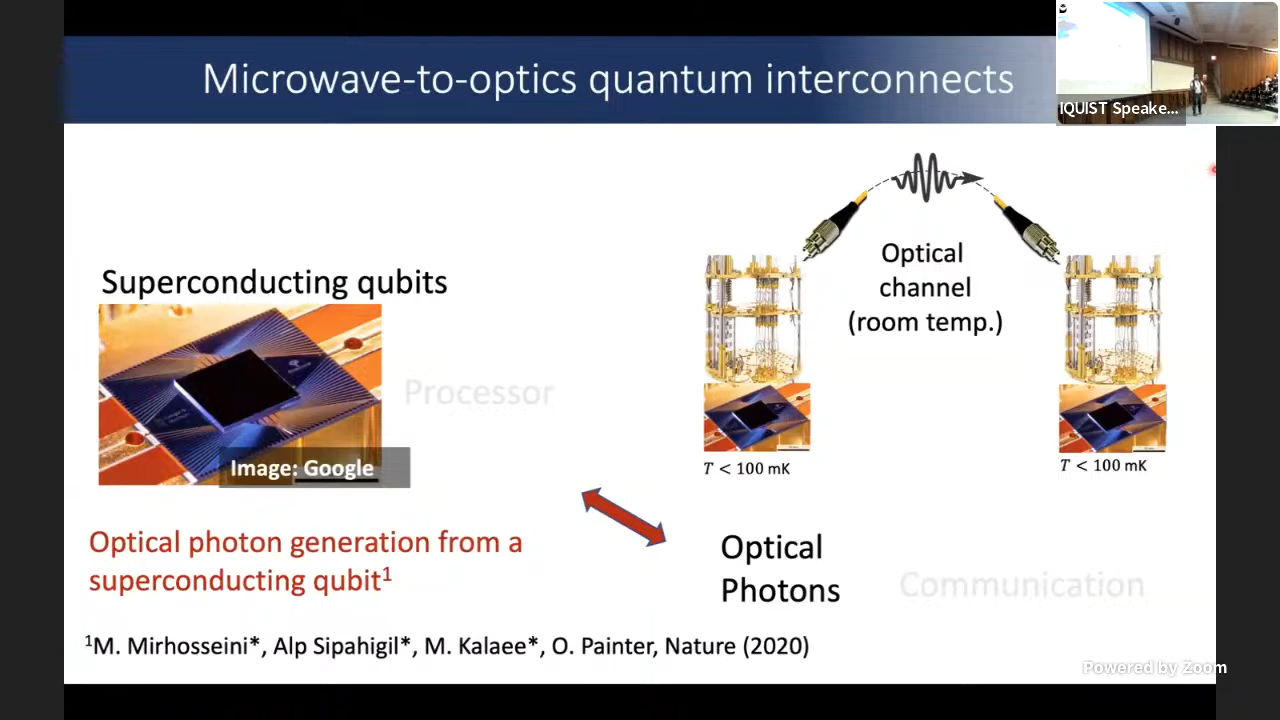 Microwave-to-optics quantum interconnects
IQUIST Speake...
Superconducting qubits
Processor
Image: Google
Optical
channel
(room temp.)
T < 100 mK
T < 100 mK
Optical photon generation from a
superconducting qubit¹
Optical
Photons
Communication
¹M. Mirhosseini*, Alp Sipahigil*, M. Kalaee*, O. Painter, Nature (2020)
Powered by Zoom